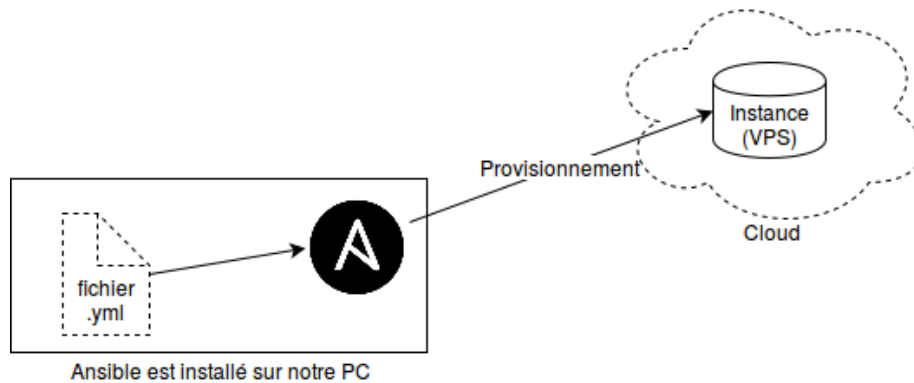 Instance
(VPS)
Provisionnement
Cloud
fichier
.yml
Ansible est installé sur notre PC